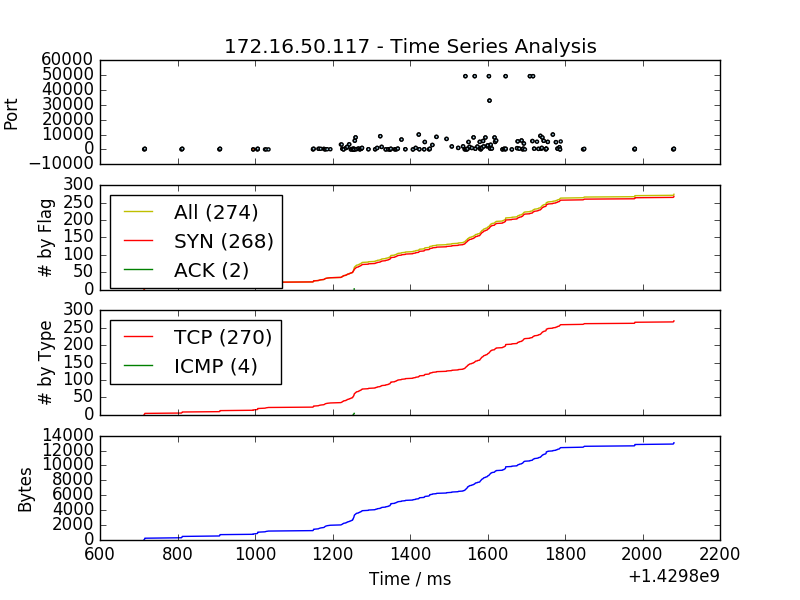 172.16.50.117 - Time Series Analysis
Port
60000
50000
40000
30000
20000
10000
0
−10000
# by Flag
300
250
200
150
100
50
0
All (274)
SYN (268)
ACK (2)
# by Type
300
250
200
150
100
50
0
TCP (270)
ICMP (4)
Bytes
14000
12000
10000
8000
6000
4000
2000
0
600 800 1000 1200 1400 1600 1800 2000 2200
Time / ms
+1.4298e9